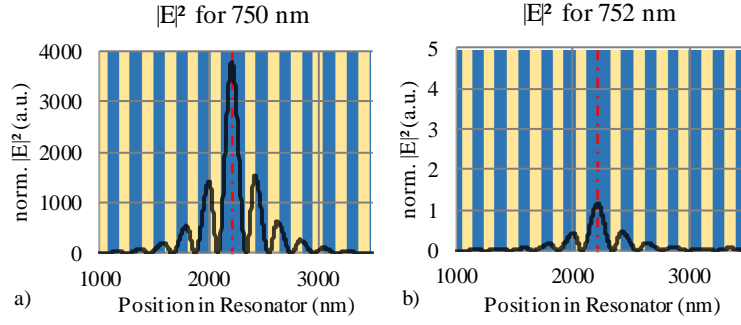 |E|² for 750 nm
norm. |E|² (a.u.)
4000
3000
2000
1000
0
1000
2000
3000
a)
Position in Resonator (nm)
|E|² for 752 nm
norm. |E|² (a.u.)
5
4
3
2
1
0
1000
2000
3000
b)
Position in Resonator (nm)